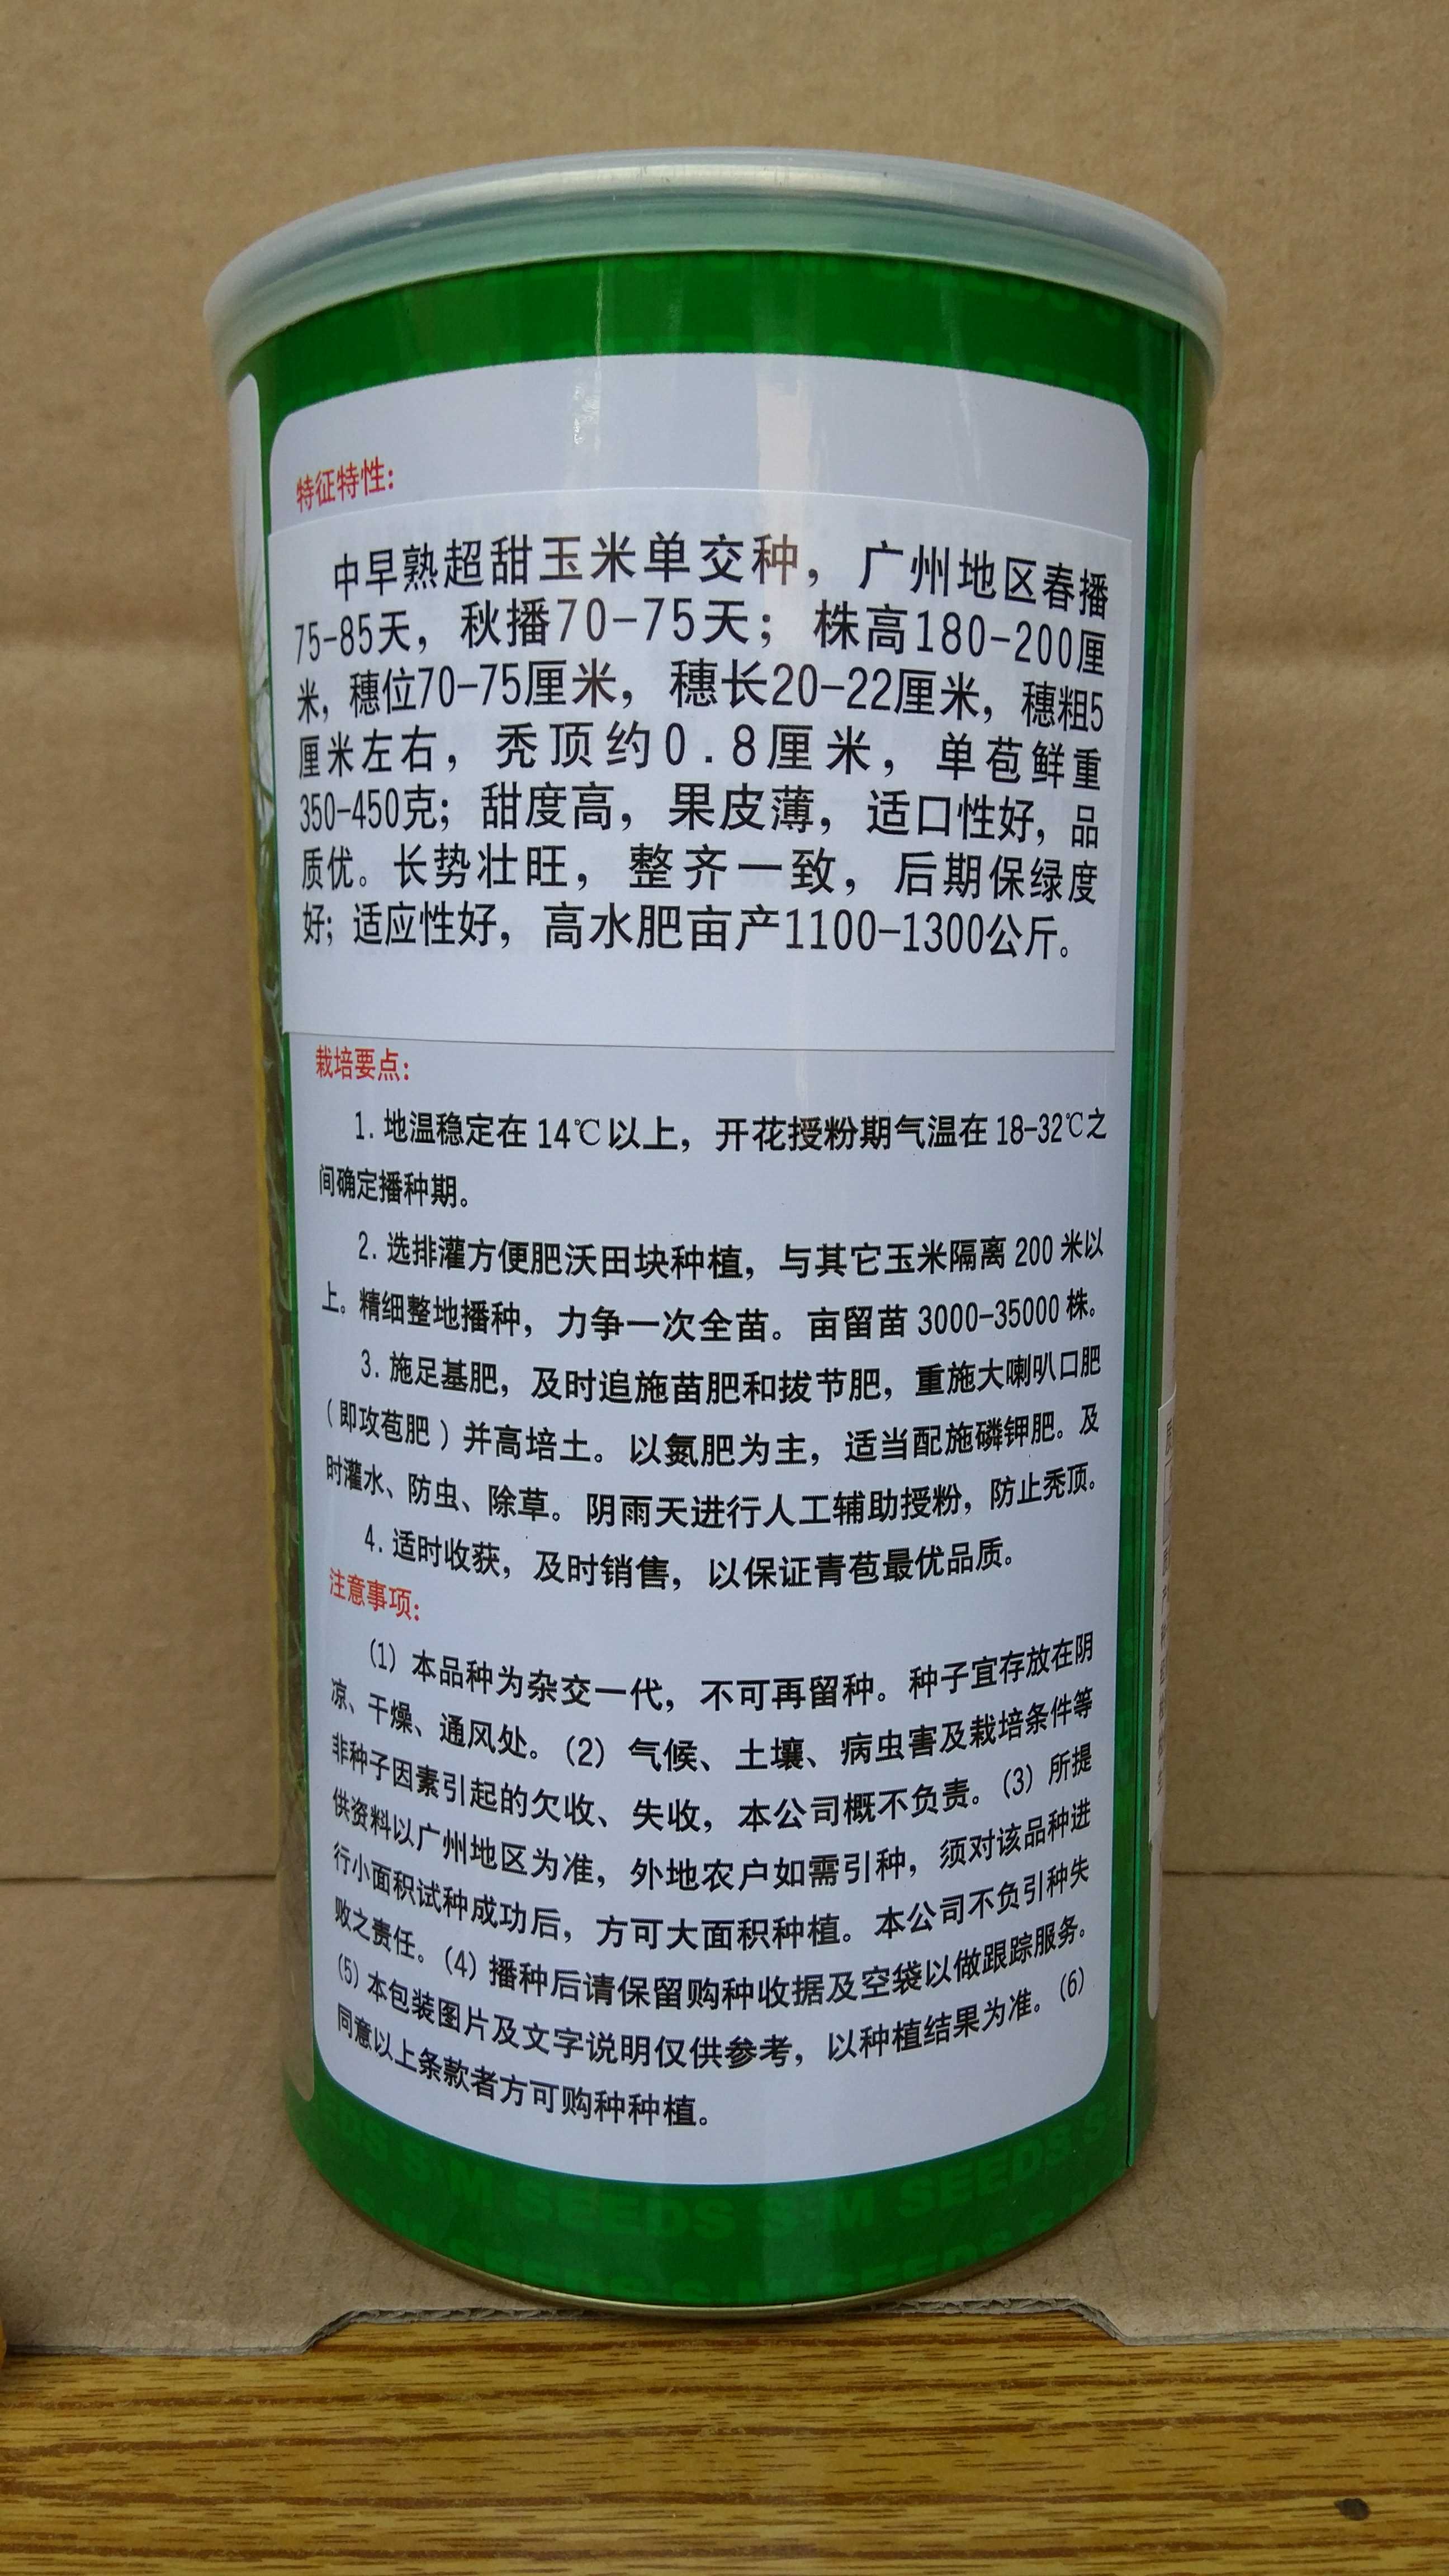 特征特性:
中早熟超甜玉米单交种，广州地区春播
75-85天，秋播70-75天；株高180-200厘
米，穗位70-75厘米，穗长20-22厘米，穗粗5
厘米左右，秃顶约0.8厘米，单苞鲜重
350-450克；甜度高，果皮薄，适口性好，品
质优。长势壮旺，整齐一致，后期保绿度
好；适应性好，高水肥亩产1100-1300公斤。
栽培要点:
1. 地温稳定在14℃以上，开花授粉期气温在18-32℃之
间确定播种期。
2. 选排灌方便肥沃田块种植，与其它玉米隔离200米以
上。精细整地播种，力争一次全苗。亩留苗3000-35000株。
3. 施足基肥，及时追施苗肥和拔节肥，重施大喇叭口肥
（即攻苞肥）并高培土。以氮肥为主，适当配施磷钾肥。及
时灌水、防虫、除草。阴雨天进行人工辅助授粉，防止秃顶。
4. 适时收获，及时销售，以保证青苞最优品质。
注意事项:
(1) 本品种为杂交一代，不可再留种。种子宜存放在阴
凉、干燥、通风处。(2) 气候、土壤、病虫害及栽培条件等
非种子因素引起的欠收、失收，本公司概不负责。(3) 所提
供资料以广州地区为准，外地农户如需引种，须对该品种进
行小面积试种成功后，方可大面积种植。本公司不负引种失
败之责任。(4) 播种后请保留购种收据及空袋以做跟踪服务。
(5) 本包装图片及文字说明仅供参考，以种植结果为准。(6)
同意以上条款者方可购种种植。
SEEDS S-M SEEDS S-M SEEDS S